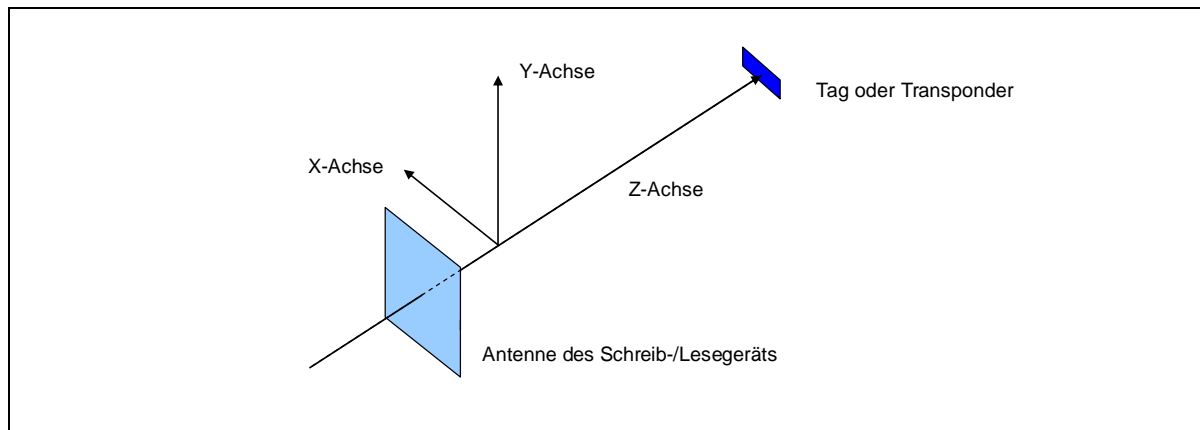 Y-Achse
Tag oder Transponder
X-Achse
Z-Achse
Antenne des Schreib-/Lesegeräts